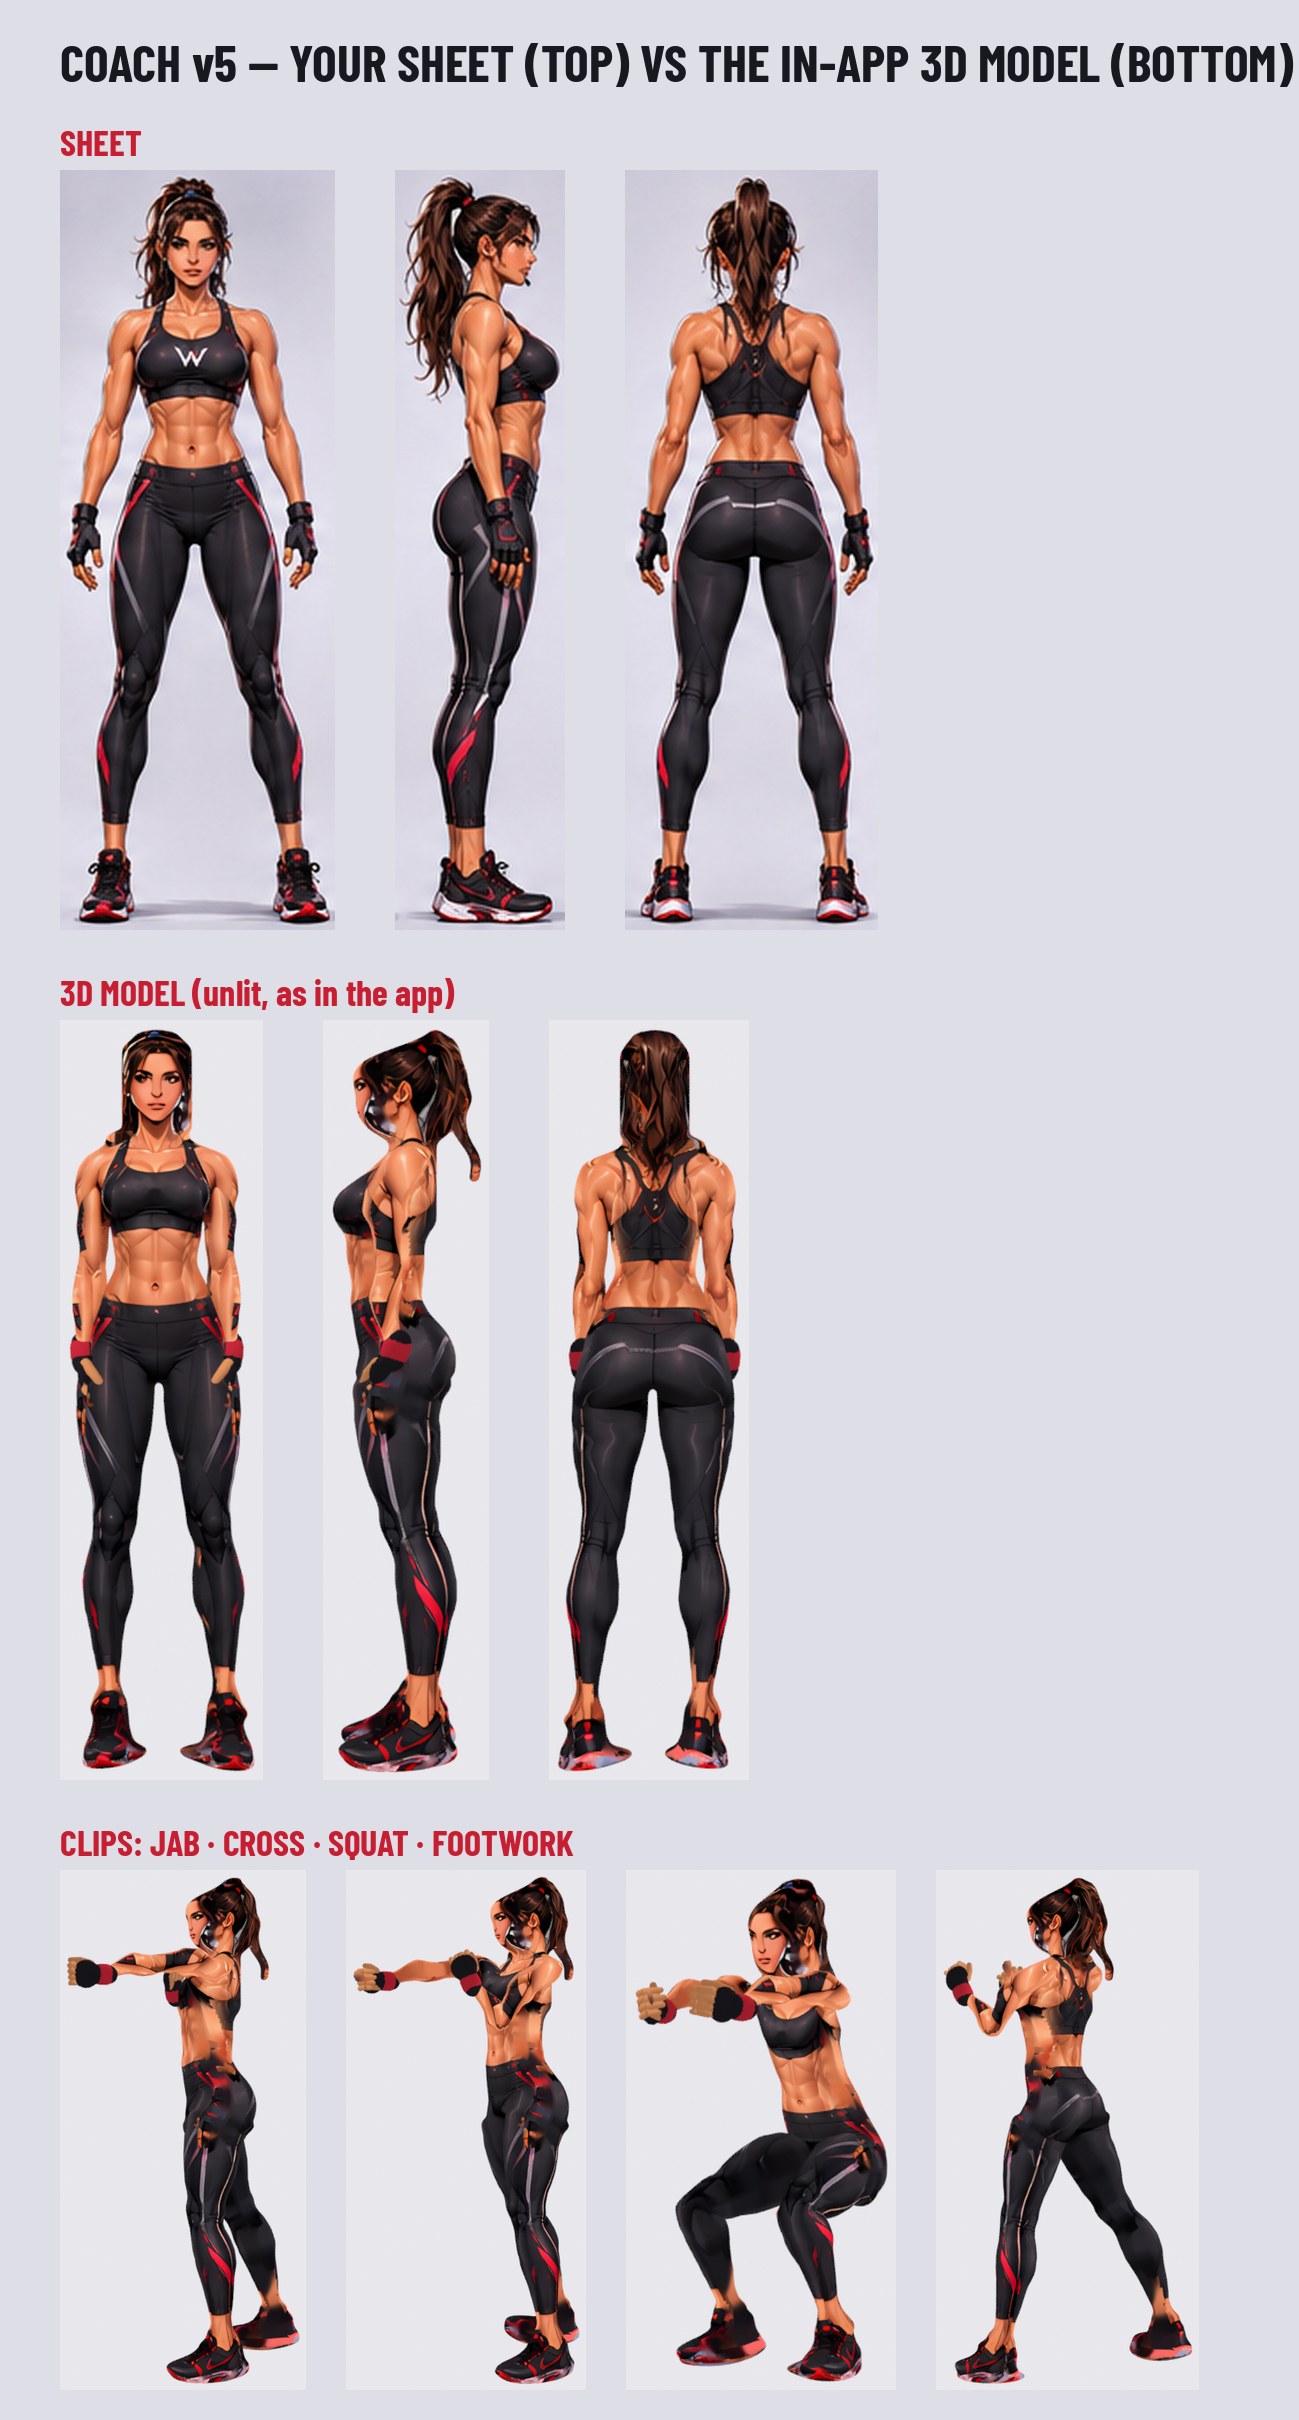 COACH v5 — YOUR SHEET (TOP) VS THE IN-APP 3D MODEL (BOTTOM)
SHEET
W
3D MODEL (unlit, as in the app)
CLIPS: JAB · CROSS · SQUAT · FOOTWORK